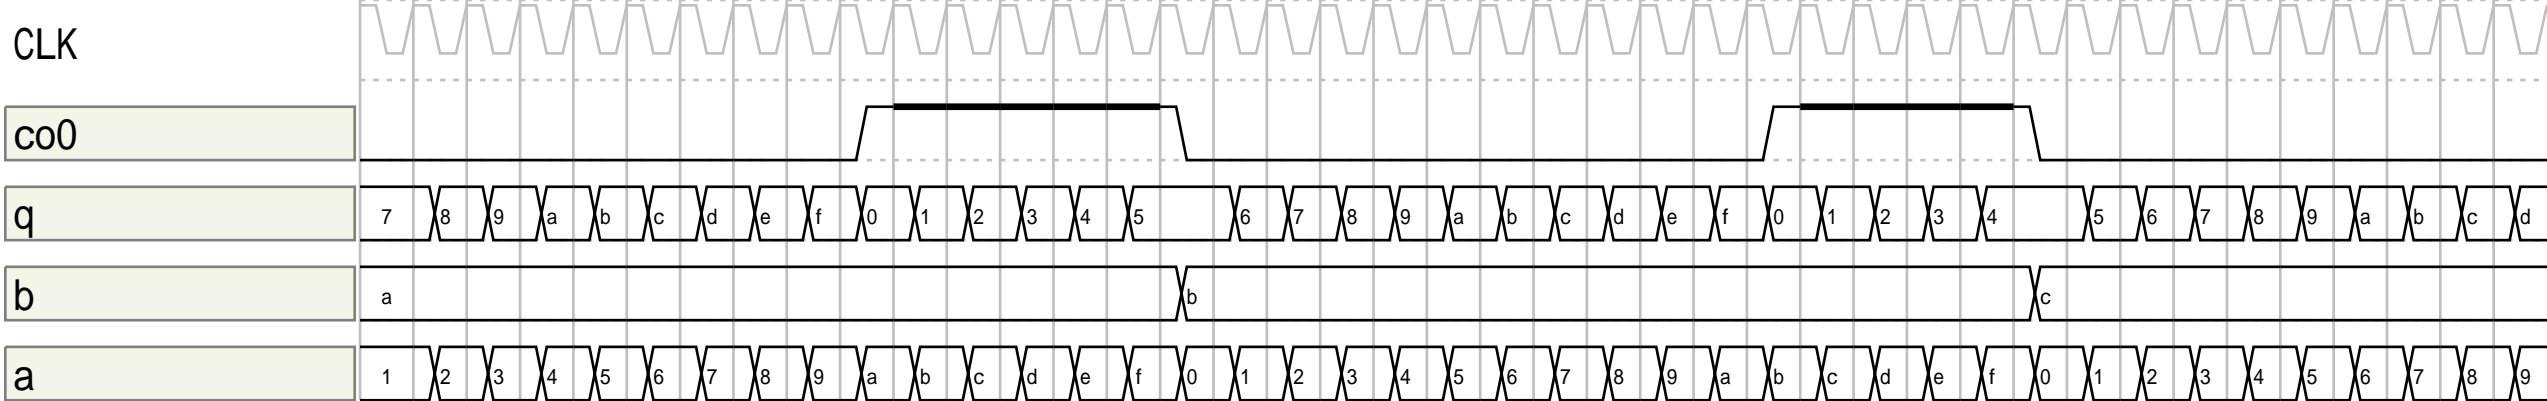 CLK
co0
q 7 8 9 a b c d e f 0 1 2 3 4 5 6 7 8 9 a b c d e f 0 1 2 3 4 5 6 7 8 9 a b c d
b a b c
a 1 2 3 4 5 6 7 8 9 a b c d e f 0 1 2 3 4 5 6 7 8 9 a b c d e f 0 1 2 3 4 5 6 7 8 9